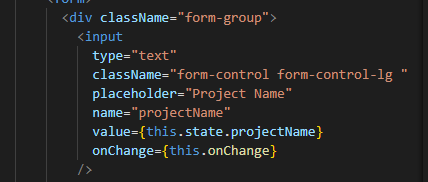 <form>
<div className="form-group">
<input
type="text"
className="form-control form-control-lg "
placeholder="Project Name"
name="projectName"
value={this.state.projectName}
onChange={this.onChange}
/>